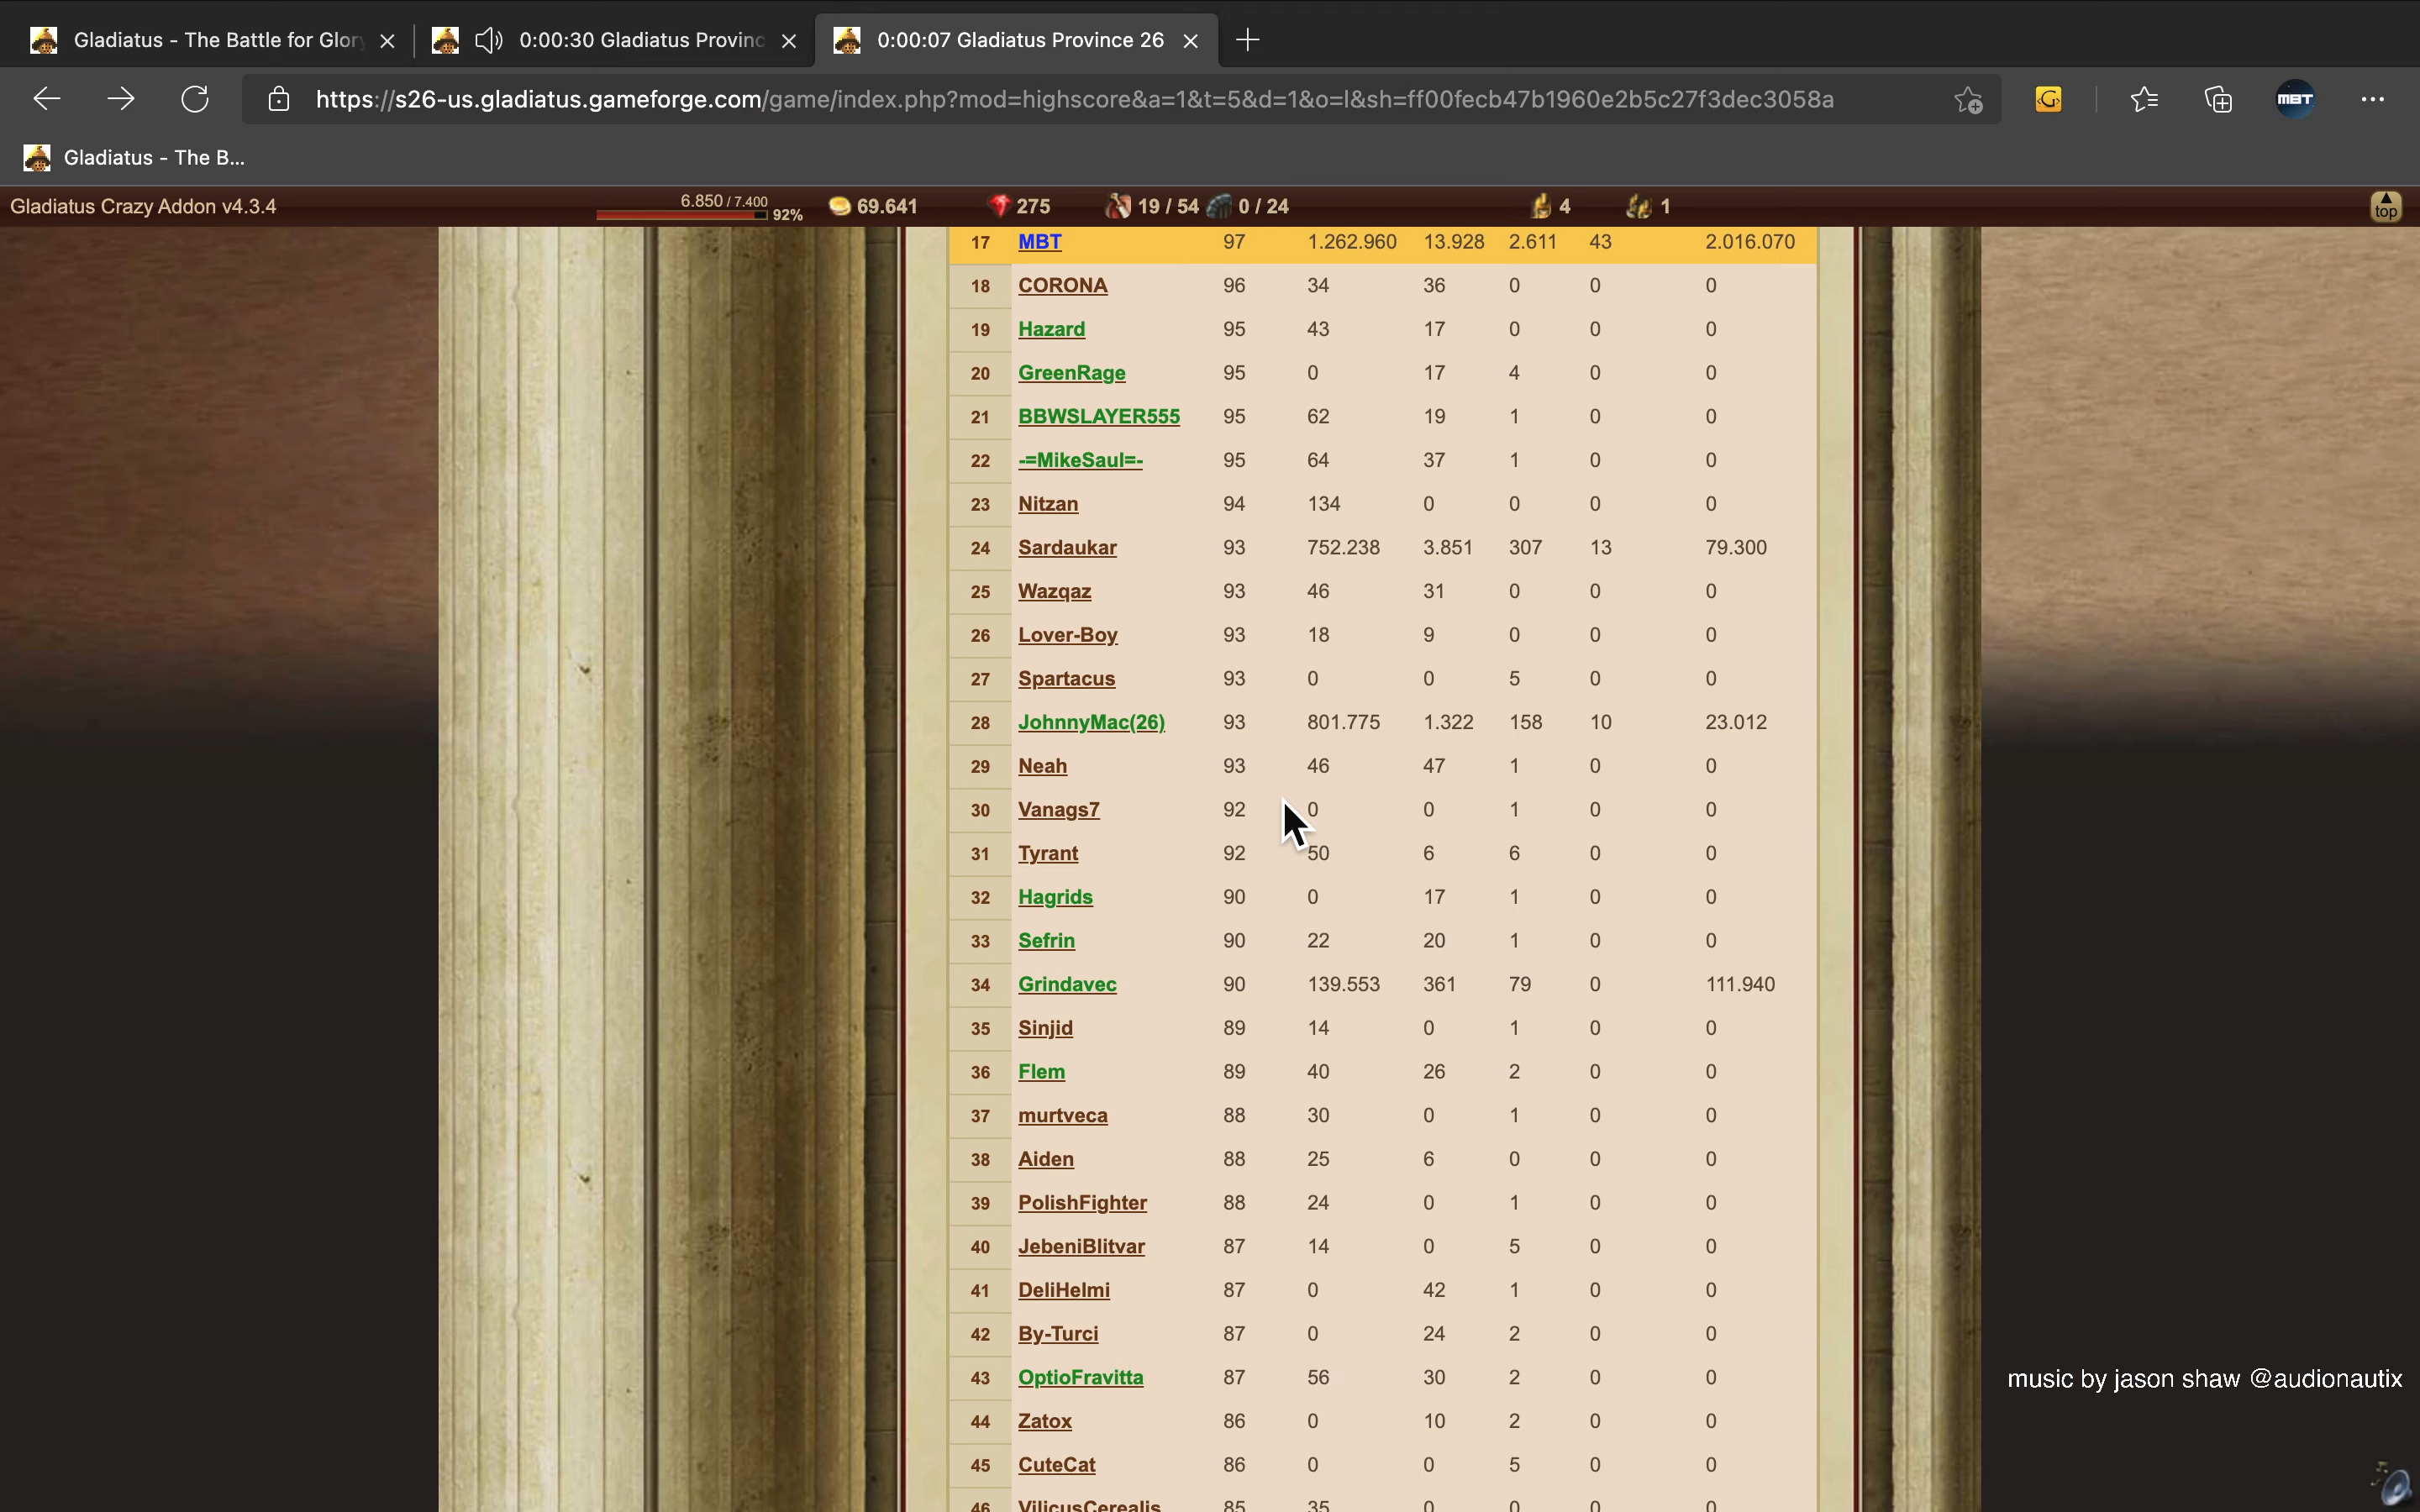 Gladiatus - The Battle for Glory
0:00:30 Gladiatus Provinc
0:00:07 Gladiatus Province 26
https://s26-us.gladiatus.gameforge.com/game/index.php?mod=highscore&a=1&t=5&d=1&o=l&sh=ff00fecb47b1960e2b5c27f3dec3058a
MBT
Gladiatus - The B...
Gladiatus Crazy Addon v4.3.4
6.850 / 7.400
92%
69.641
275
19 / 54
0 / 24
4
1
top
17 MBT 97 1.262.960 13.928 2.611 43 2.016.070
18 CORONA 96 34 36 0 0 0
19 Hazard 95 43 17 0 0 0
20 GreenRage 95 0 17 4 0 0
21 BBWSLAYER555 95 62 19 1 0 0
22 -=MikeSaul=- 95 64 37 1 0 0
23 Nitzan 94 134 0 0 0 0
24 Sardaukar 93 752.238 3.851 307 13 79.300
25 Wazqaz 93 46 31 0 0 0
26 Lover-Boy 93 18 9 0 0 0
27 Spartacus 93 0 0 5 0 0
28 JohnnyMac(26) 93 801.775 1.322 158 10 23.012
29 Neah 93 46 47 1 0 0
30 Vanags7 92 0 0 1 0 0
31 Tyrant 92 50 6 6 0 0
32 Hagrids 90 0 17 1 0 0
33 Sefrin 90 22 20 1 0 0
34 Grindavec 90 139.553 361 79 0 111.940
35 Sinjid 89 14 0 1 0 0
36 Flem 89 40 26 2 0 0
37 murtveca 88 30 0 1 0 0
38 Aiden 88 25 6 0 0 0
39 PolishFighter 88 24 0 1 0 0
40 JebeniBlitvar 87 14 0 5 0 0
41 DeliHelmi 87 0 42 1 0 0
42 By-Turci 87 0 24 2 0 0
43 OptioFravitta 87 56 30 2 0 0
music by jason shaw @audionautix
44 Zatox 86 0 10 2 0 0
45 CuteCat 86 0 0 5 0 0
46 VilicusCerealis 85 35 0 0 0 0